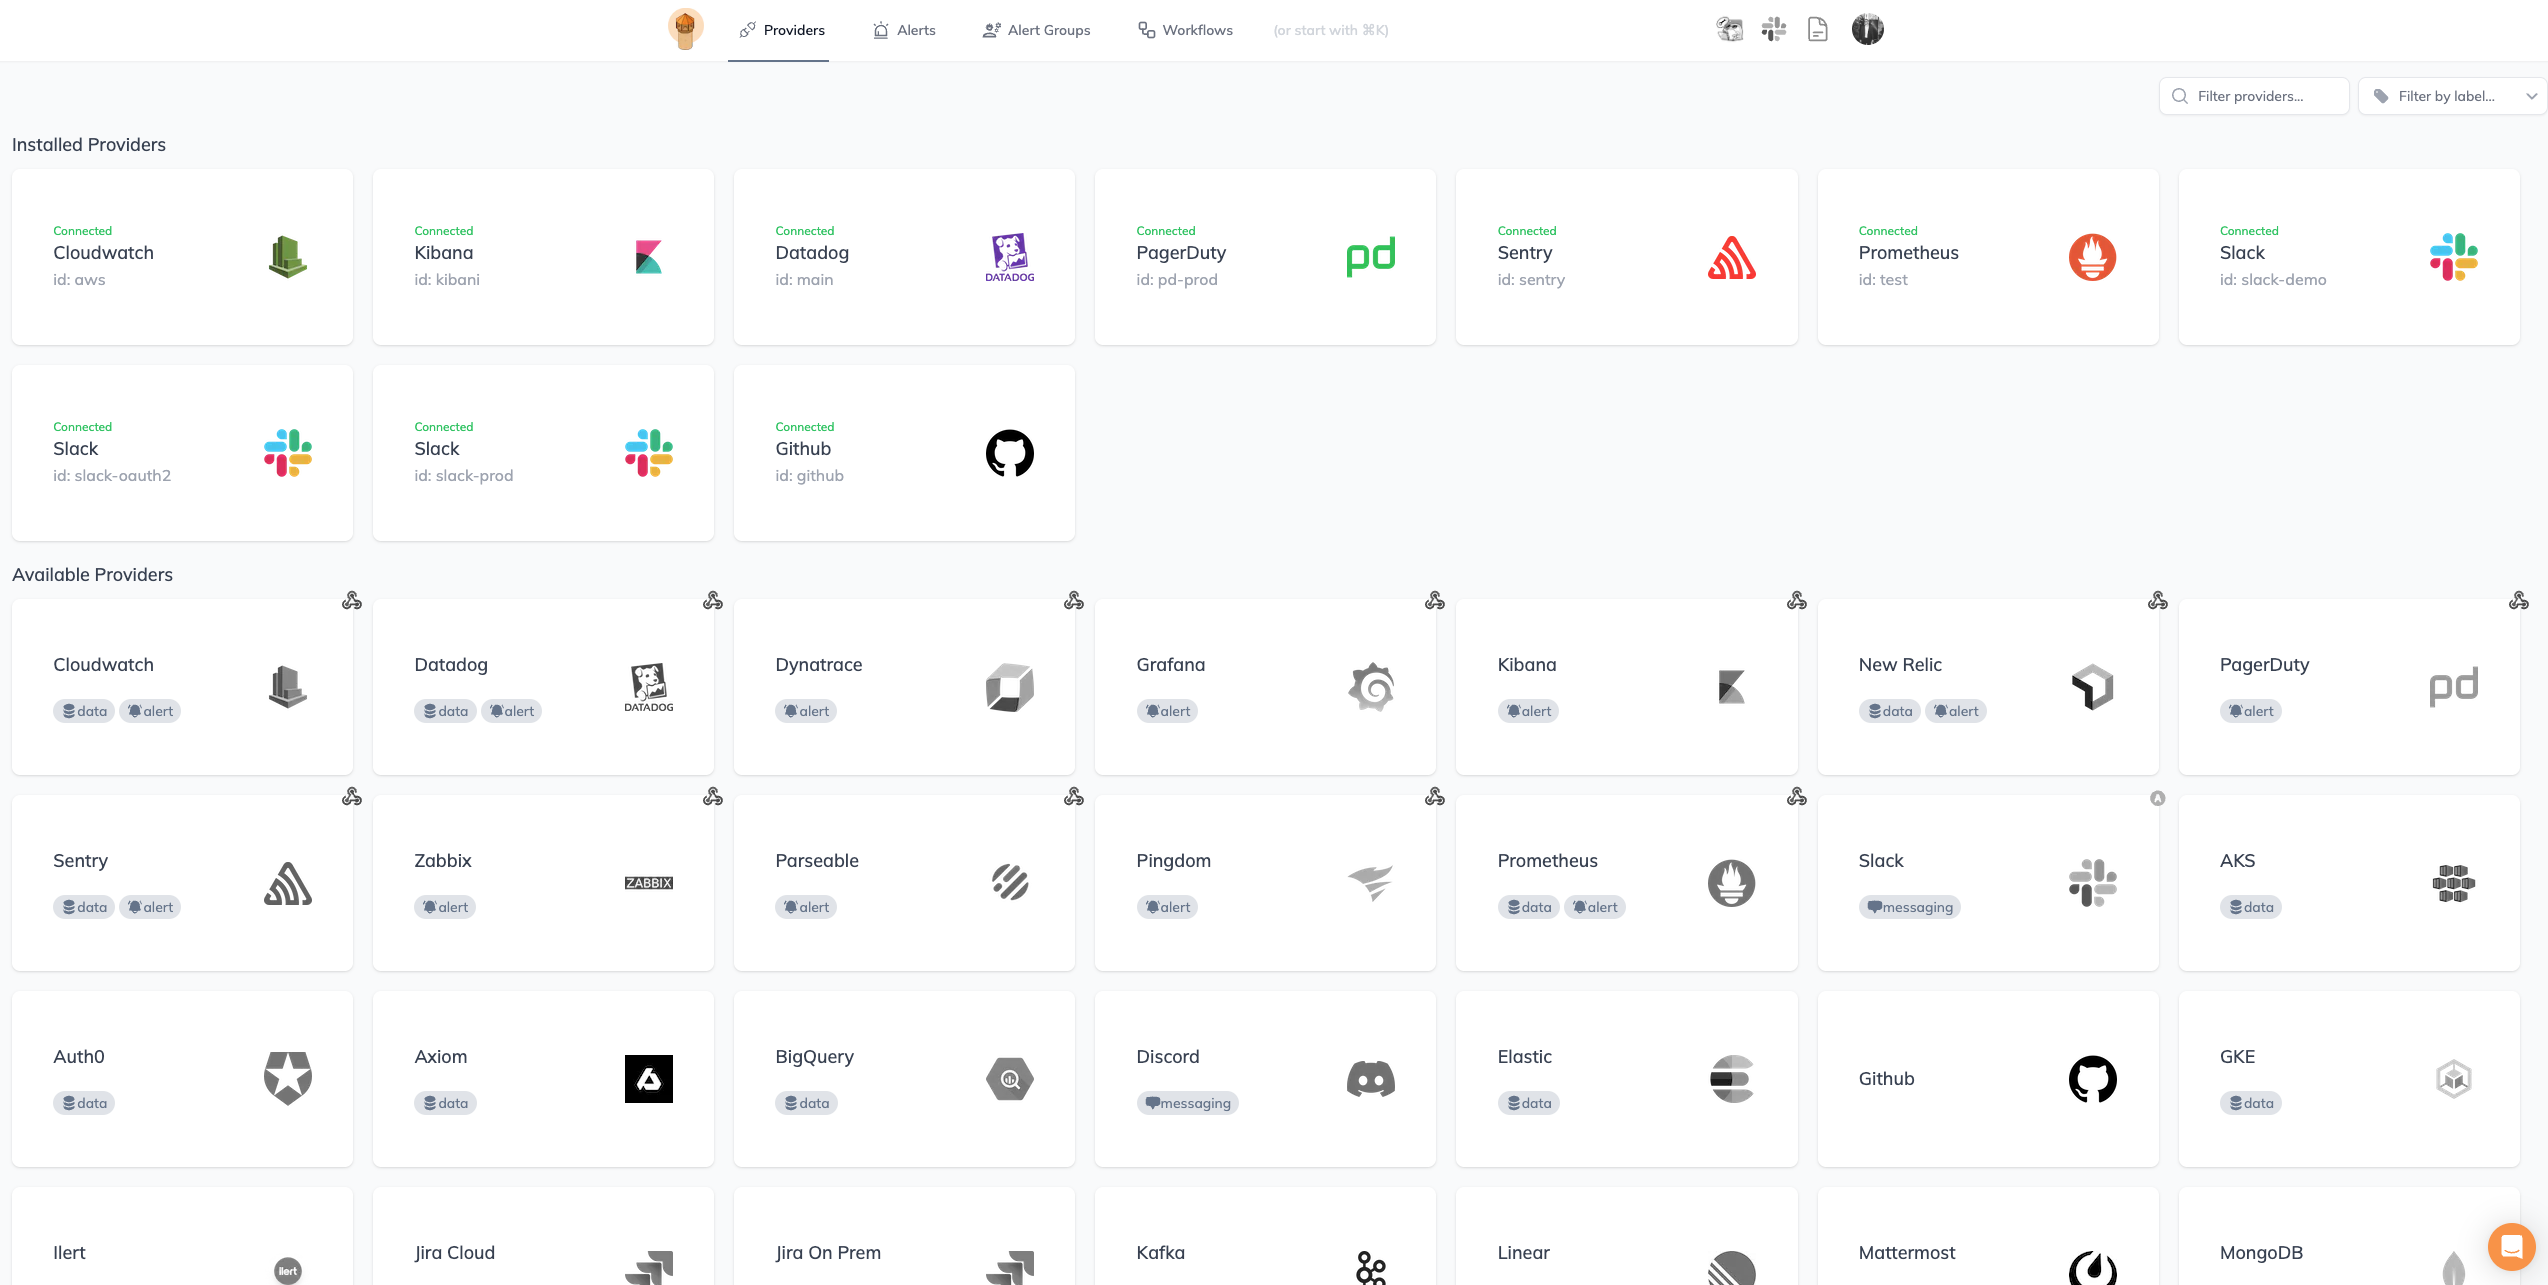 Providers
Alerts
Alert Groups
Workflows
(or start with ⌘K)
Filter providers...
Filter by label...
Installed Providers
Connected
Cloudwatch
id: aws
Connected
Kibana
id: kibani
Connected
Datadog
id: main
DATADOG
Connected
PagerDuty
id: pd-prod
pd
Connected
Sentry
id: sentry
Connected
Prometheus
id: test
Connected
Slack
id: slack-demo
Connected
Slack
id: slack-oauth2
Connected
Slack
id: slack-prod
Connected
Github
id: github
Available Providers
Cloudwatch
data alert
Datadog
data alert
DATADOG
Dynatrace
alert
Grafana
alert
Kibana
alert
New Relic
data alert
PagerDuty
alert
pd
Sentry
data alert
Zabbix
alert
ZABBIX
Parseable
alert
Pingdom
alert
Prometheus
data alert
A
Slack
messaging
AKS
data
Auth0
data
Axiom
data
BigQuery
data
Discord
messaging
Elastic
data
Github
GKE
data
Ilert
ilert
Jira Cloud
Jira On Prem
Kafka
Linear
Mattermost
MongoDB